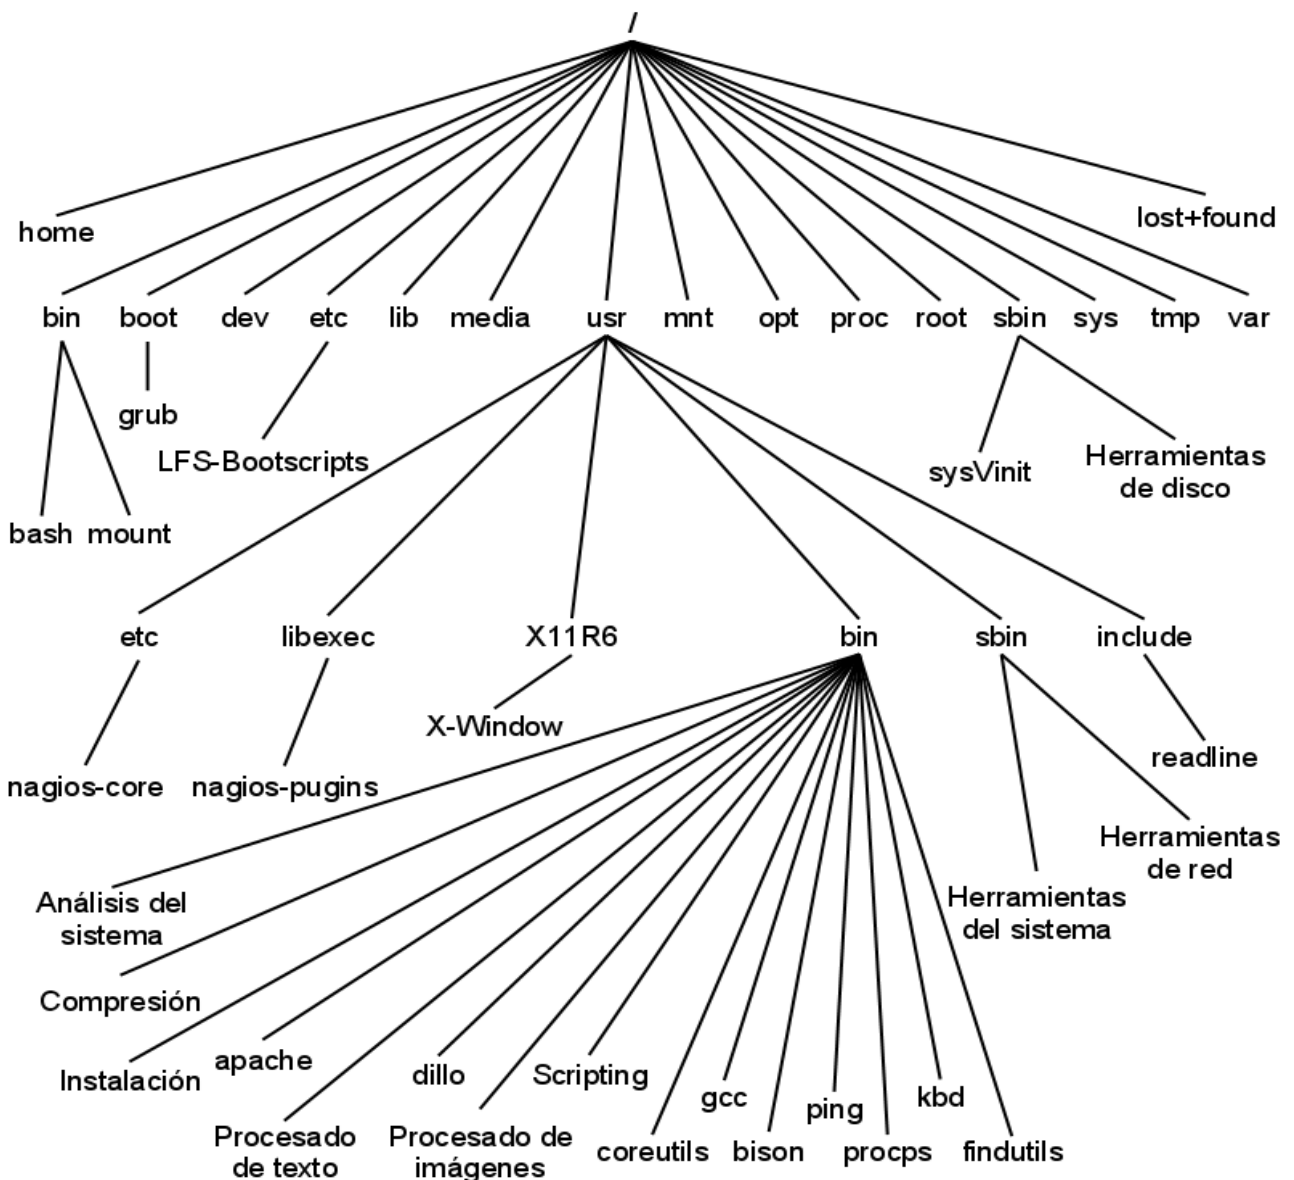 /
home
lost+found
bin boot dev etc lib media usr mnt opt proc root sbin sys tmp var
grub
LFS-Bootscripts
sysVinit
Herramientas
de disco
bash mount
etc libexec X11R6 bin sbin include
X-Window
readline
nagios-core nagios-pugins
Herramientas
de red
Análisis del
sistema
Herramientas
del sistema
Compresión
Instalación
apache
dillo
Scripting
gcc
ping
kbd
Procesado
de texto
Procesado de
imágenes
coreutils
bison
procps
findutils